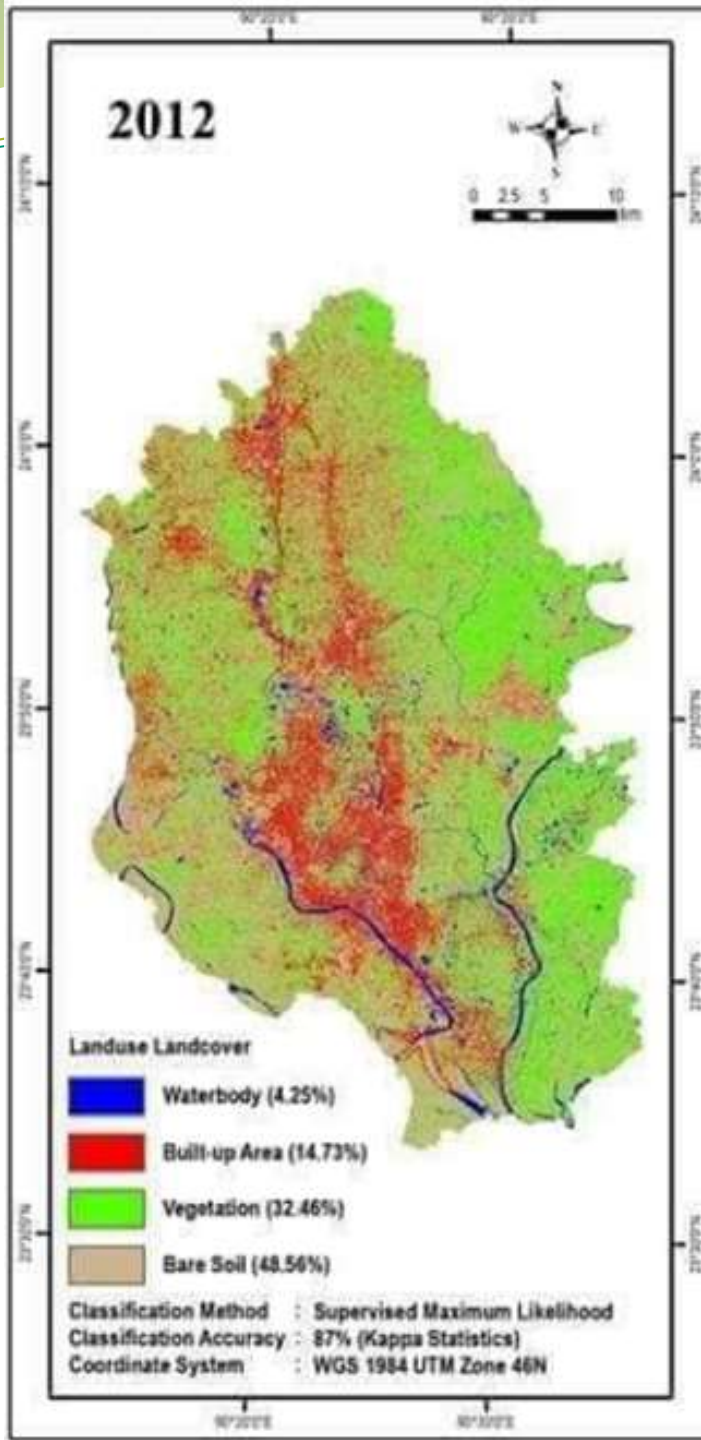 2012
N
W E
S
0 2.5 5 10
km
Landuse Landcover
Waterbody (4.25%)
Built-up Area (14.73%)
Vegetation (32.46%)
Bare Soil (48.56%)
Classification Method : Supervised Maximum Likelihood
Classification Accuracy : 87% (Kappa Statistics)
Coordinate System : WGS 1984 UTM Zone 46N